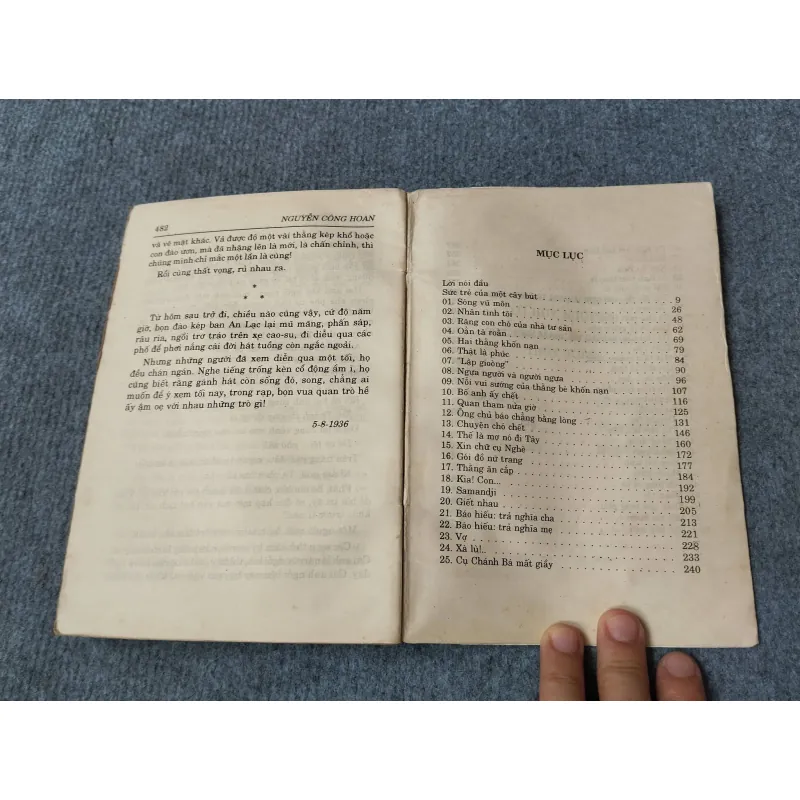 482
NGUYỄN CÔNG HOAN
và vẻ mặt khác. Vả được độ một vài thằng kép khổ hoặc
con đào ươn, mà đã nhặng lên là mới, là chấn chỉnh, thì
chúng mình chỉ mắc một lần là cùng!
Rồi cùng thất vọng, rủ nhau ra.
*
* *
Từ hôm sau trở đi, chiều nào cũng vậy, cứ độ năm
giờ, bọn đào kép ban An Lạc lại mũ mãng, phấn sáp,
râu ria, ngồi trơ tráo trên xe cao-su, đi diễu qua các
phố để phơi nắng cái đời hát tuồng còn ngắc ngoải.
Nhưng những người đã xem diễn qua một tối, họ
đều chán ngán. Nghe tiếng trống kèn cổ động ầm ĩ, họ
cũng biết rằng gánh hát còn sống đó, song, chẳng ai
muốn để ý xem tối nay, trong rạp, bọn vua quan trò hề
ấy ậm oẹ với nhau những trò gì!
5-8-1936
MỤC LỤC
Lời nói đầu
Sức trẻ của một cây bút . . . 9
01. Sóng vũ môn . . . 26
02. Nhân tình tôi . . . 48
03. Răng con chó của nhà tư sản . . . 62
04. Oẳn tà roằn . . . 69
05. Hai thằng khốn nạn . . . 79
06. Thật là phúc . . . 84
07. "Lập gioòng" . . . 90
08. Ngựa người và người ngựa . . . 96
09. Nỗi vui sướng của thằng bé khốn nạn . . . 107
10. Bố anh ấy chết . . . 116
11. Quan tham nửa giờ . . . 125
12. Ông chủ báo chẳng bằng lòng . . . 131
13. Chuyện chó chết . . . 146
14. Thế là mợ nó đi Tây . . . 160
15. Xin chữ cụ Nghè . . . 172
16. Gói đồ nữ trang . . . 177
17. Thằng ăn cắp . . . 184
18. Kìa! Con... . . . 192
19. Samandji . . . 199
20. Giết nhau . . . 205
21. Báo hiếu: trả nghĩa cha . . . 213
22. Báo hiếu: trả nghĩa mẹ . . . 221
23. Vợ . . . 228
24. Xà lù!.. . . . 233
25. Cụ Chánh Bá mất giầy . . . 240